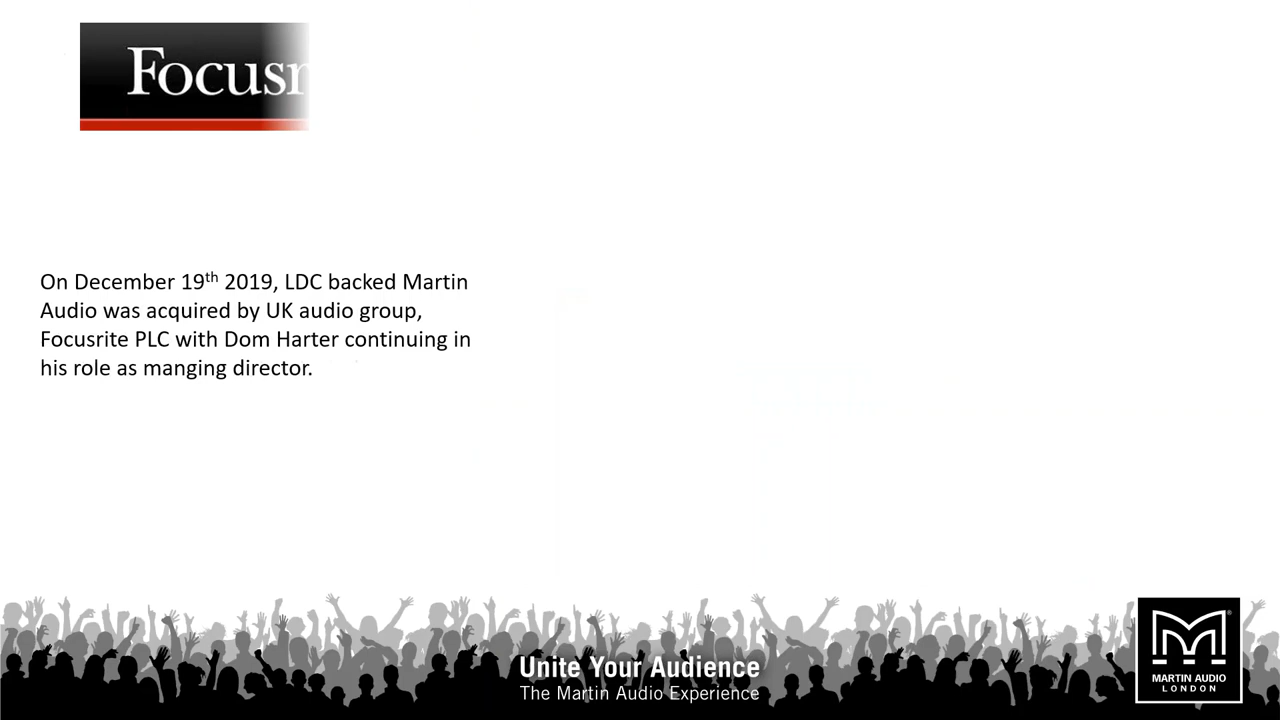 Focusr
On December 19th 2019, LDC backed Martin
Audio was acquired by UK audio group,
Focusrite PLC with Dom Harter continuing in
his role as manging director.
Unite Your Audience
The Martin Audio Experience
MARTIN AUDIO
LONDON